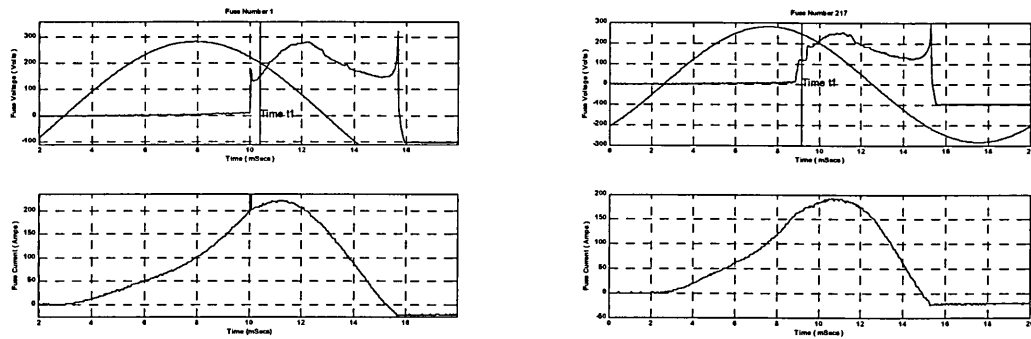 Fuse Number 1
Fuse Voltage (Volts)
300
200
100
0
-100
Time t1
2 4 6 8 10 12 14 16
Time (mSecs)
Fuse Current (Amps)
200
150
100
50
0
2 4 6 8 10 12 14 16
Time (mSecs)
Fuse Number 217
Fuse Voltage (Volts)
300
200
100
0
-100
-200
-300
Time t1
0 2 4 6 8 10 12 14 16 18 20
Time (mSecs)
Fuse Current (Amps)
200
150
100
50
0
-50
0 2 4 6 8 10 12 14 16 18 20
Time (mSecs)